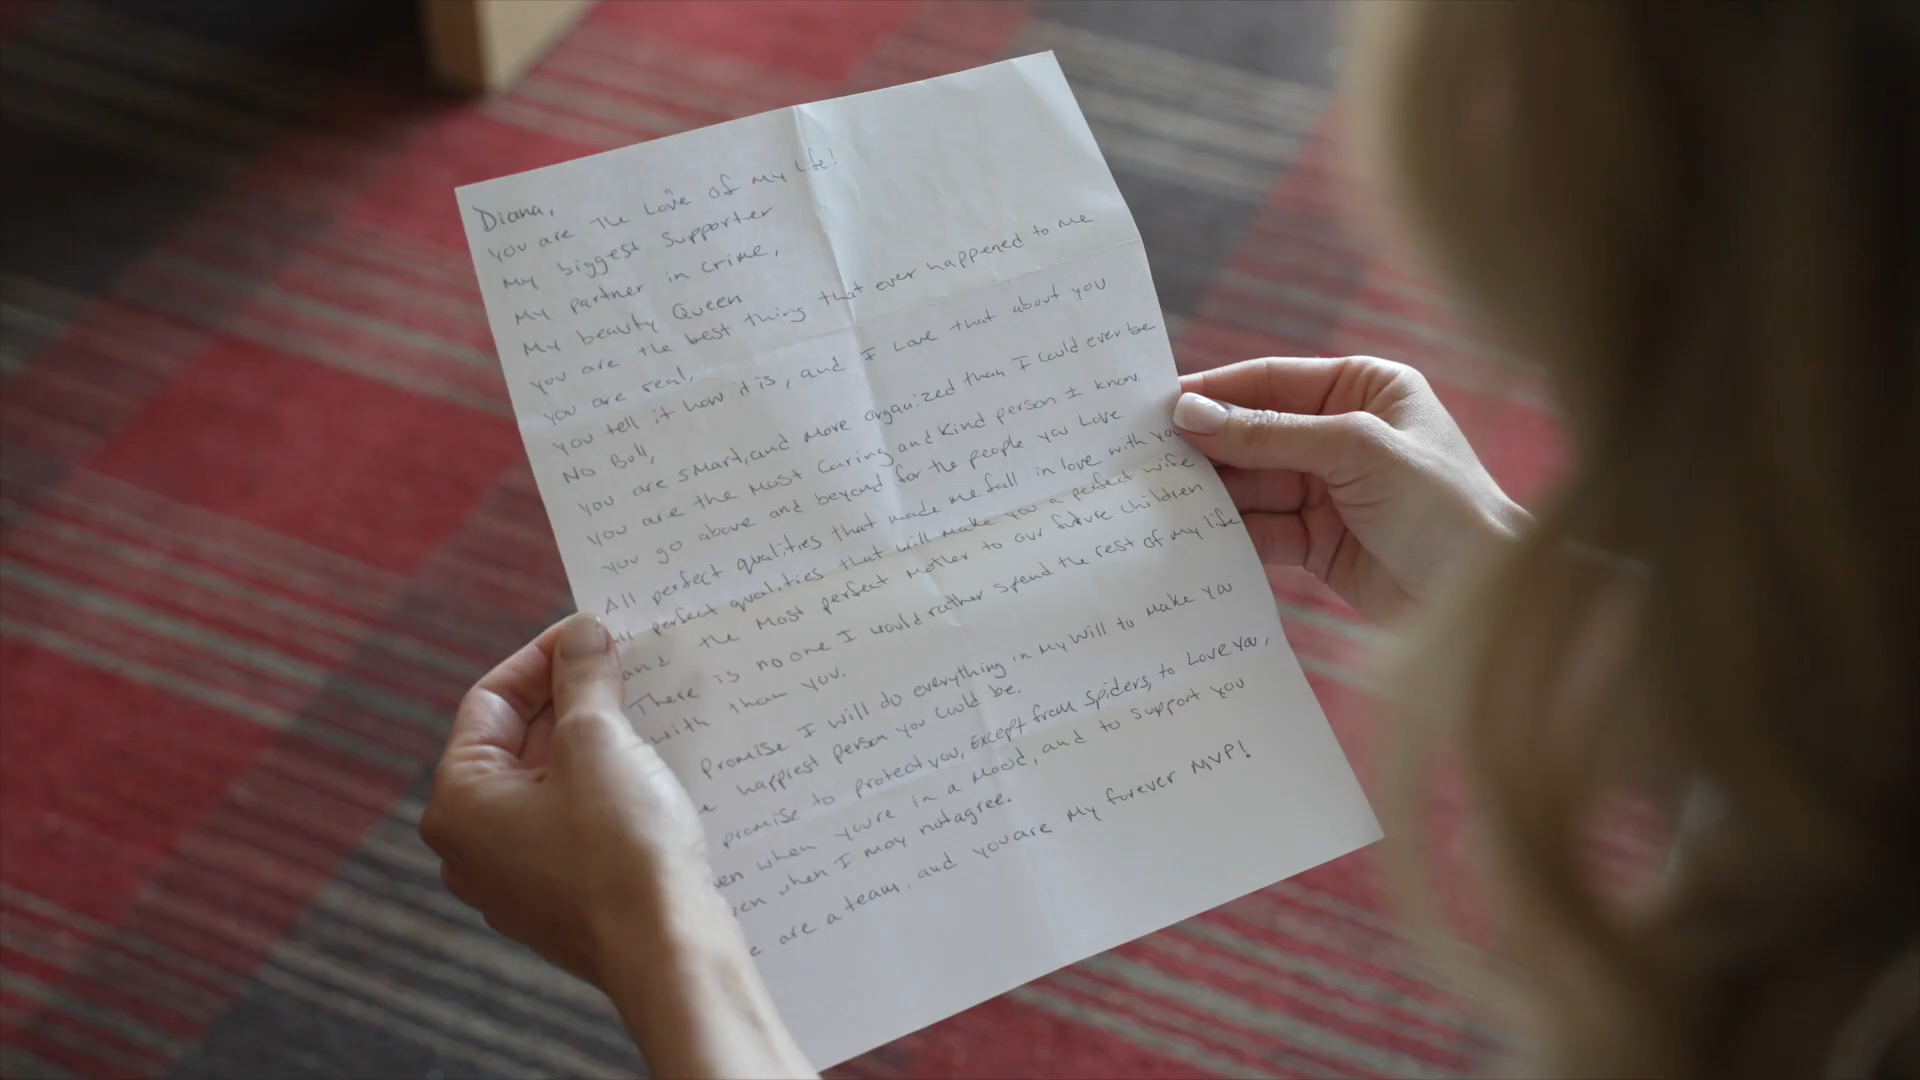 Diana,
You are The Love of My Life!
My biggest Supporter
My partner in crime,
My beauty Queen
You are the best thing that ever happened to me
You are real,
You tell it how it is, and I Love that about you
No Bull,
You are smart, and More organized than I could ever be
You are the Most Caring and Kind person I know.
You go above and beyond for the people you Love.
All perfect qualities that made me fall in love with you
All perfect qualities that will make you a perfect wife
and the Most perfect Mother to our future children
There is no one I would rather spend the rest of my life
with than you.
promise I will do everything in My Will to Make you
happiest person you could be.
promise to protect you, Except from spiders, to Love you,
when you're in a Mood, and to support you
when I may not agree.
are a team, and you are My forever MVP!